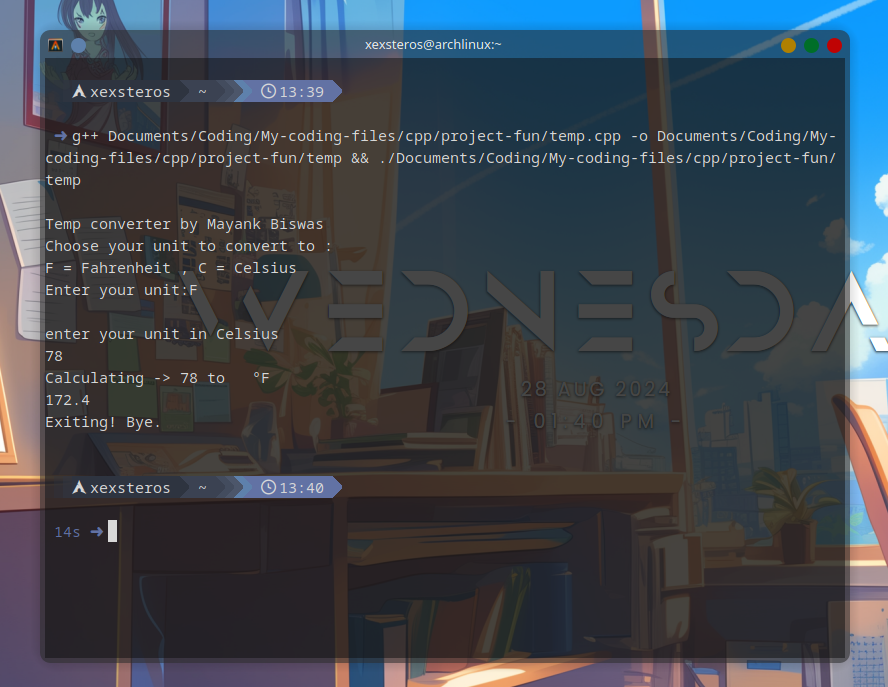 xexsteros@archlinux:~
xexsteros ~ 13:39
➜ g++ Documents/Coding/My-coding-files/cpp/project-fun/temp.cpp -o Documents/Coding/My-
coding-files/cpp/project-fun/temp && ./Documents/Coding/My-coding-files/cpp/project-fun/
temp
Temp converter by Mayank Biswas
Choose your unit to convert to :
F = Fahrenheit , C = Celsius
Enter your unit:F
enter your unit in Celsius
78
Calculating -> 78 to   °F
172.4
Exiting! Bye.
WEDNESDA
28 AUG 2024
- 01:40 PM -
xexsteros ~ 13:40
14s ➜